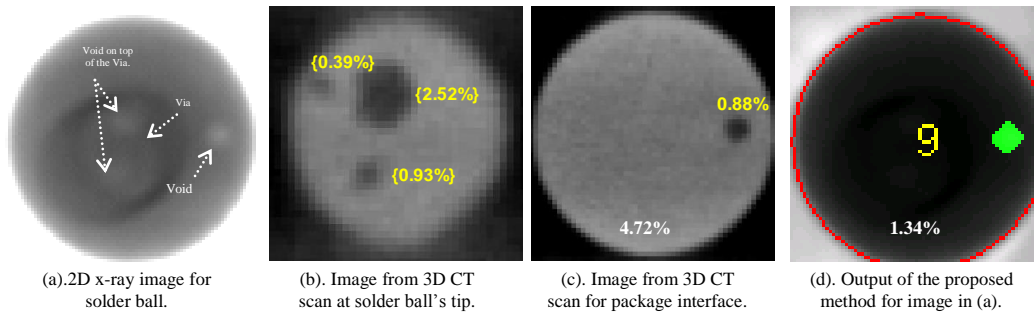 Void on top
of the Via.
Via
Void
{0.39%}
{2.52%}
{0.93%}
0.88%
4.72%
9
1.34%
(a).2D x-ray image for
solder ball.
(b). Image from 3D CT
scan at solder ball's tip.
(c). Image from 3D CT
scan for package interface.
(d). Output of the proposed
method for image in (a).